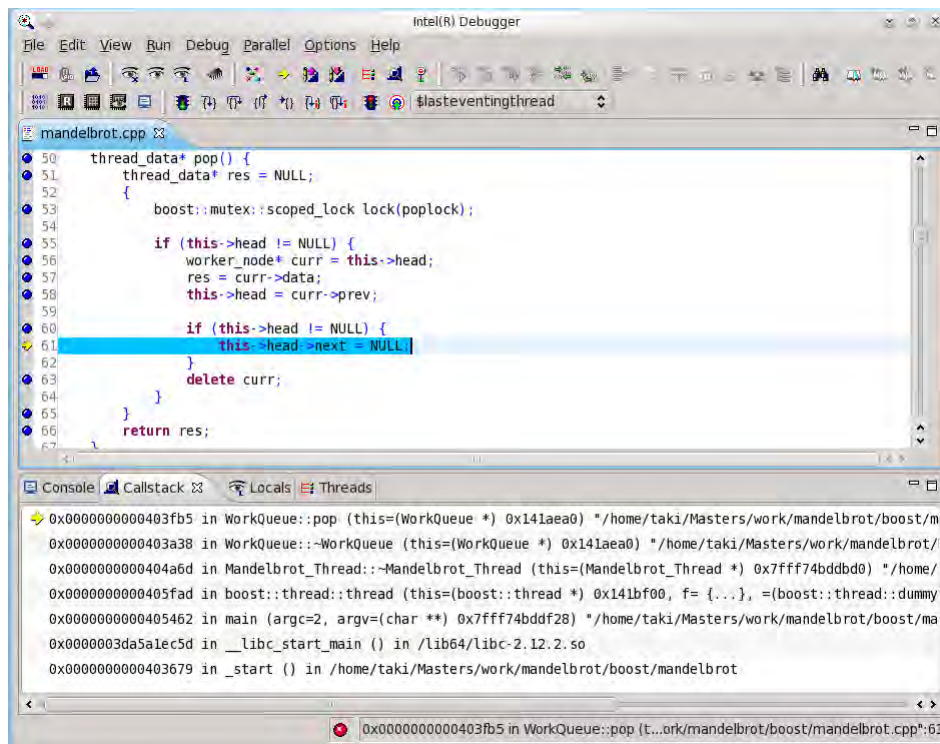 Intel(R) Debugger
File Edit View Run Debug Parallel Options Help
$lasteventingthread
mandelbrot.cpp
50 thread_data* pop() {
51 thread_data* res = NULL;
52 {
53 boost::mutex::scoped_lock lock(poplock);
54
55 if (this->head != NULL) {
56 worker_node* curr = this->head;
57 res = curr->data;
58 this->head = curr->prev;
59
60 if (this->head != NULL) {
61 this->head->next = NULL;
62 }
63 delete curr;
64 }
65 }
66 return res;
67 }
Console Callstack Locals Threads
0x0000000000403fb5 in WorkQueue::pop (this=(WorkQueue *) 0x141aea0) "/home/taki/Masters/work/mandelbrot/boost/m
0x0000000000403a38 in WorkQueue::~WorkQueue (this=(WorkQueue *) 0x141aea0) "/home/taki/Masters/work/mandelbrot/
0x0000000000404a6d in Mandelbrot_Thread::~Mandelbrot_Thread (this=(Mandelbrot_Thread *) 0x7fff74bddbd0) "/home/
0x0000000000405fad in boost::thread::thread (this=(boost::thread *) 0x141bf00, f= {...}, =(boost::thread::dummy
0x0000000000405462 in main (argc=2, argv=(char **) 0x7fff74bddf28) "/home/taki/Masters/work/mandelbrot/boost/ma
0x0000003da5a1ec5d in __libc_start_main () in /lib64/libc-2.12.2.so
0x0000000000403679 in _start () in /home/taki/Masters/work/mandelbrot/boost/mandelbrot
0x0000000000403fb5 in WorkQueue::pop (t...ork/mandelbrot/boost/mandelbrot.cpp":61